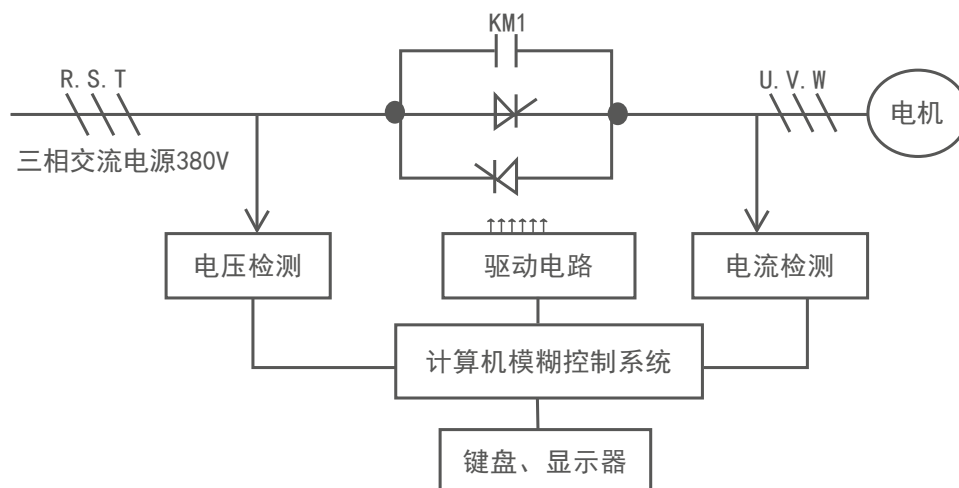 KM1
R.S.T
U.V.W
电机
三相交流电源380V
电压检测
驱动电路
电流检测
计算机模糊控制系统
键盘、显示器